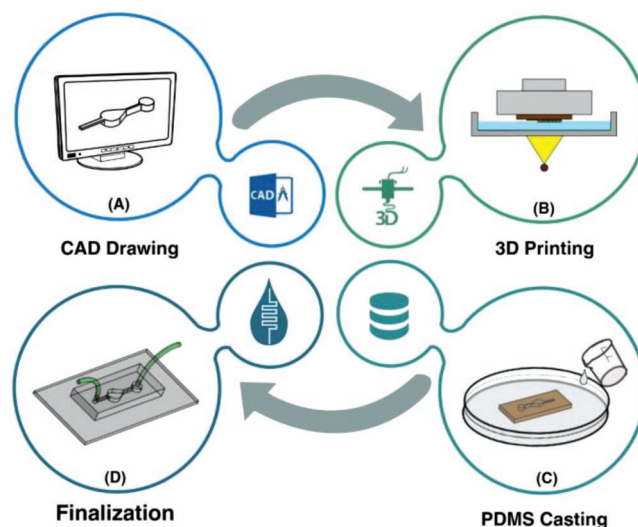 (A)
CAD
CAD Drawing
3D
(B)
3D Printing
(D)
Finalization
(C)
PDMS Casting